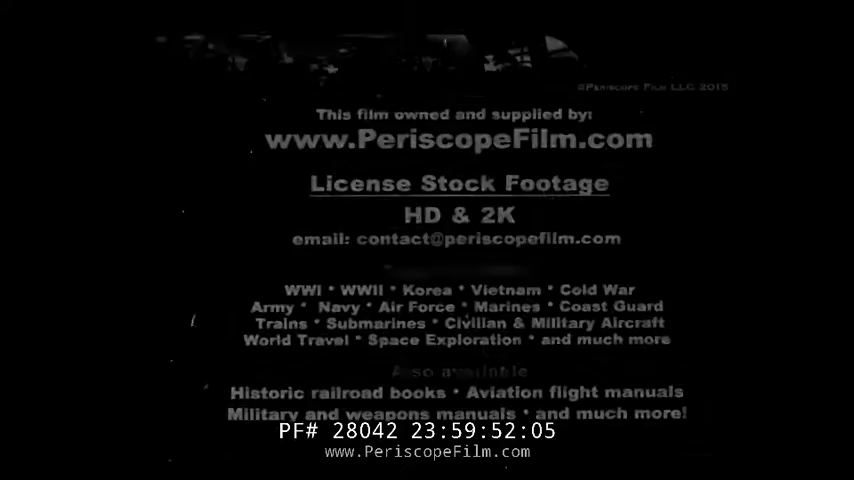 ©Periscope Film LLC 2015
This film owned and supplied by:
www.PeriscopeFilm.com
License Stock Footage
HD & 2K
email: contact@periscopefilm.com
WWI * WWII * Korea * Vietnam * Cold War
Army * Navy * Air Force * Marines * Coast Guard
Trains * Submarines * Civilian & Military Aircraft
World Travel * Space Exploration * and much more
Also available
Historic railroad books * Aviation flight manuals
Military and weapons manuals * and much more!
PF# 28042 23:59:52:05
www.PeriscopeFilm.com